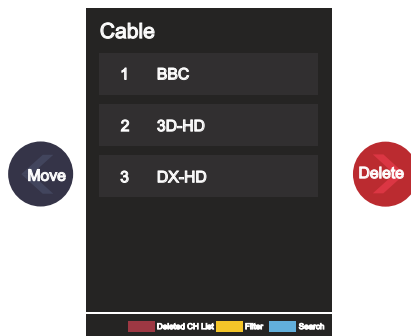 Cable
1 BBC
2 3D-HD
3 DX-HD
Move
Delete
Deleted CH List Filter Search